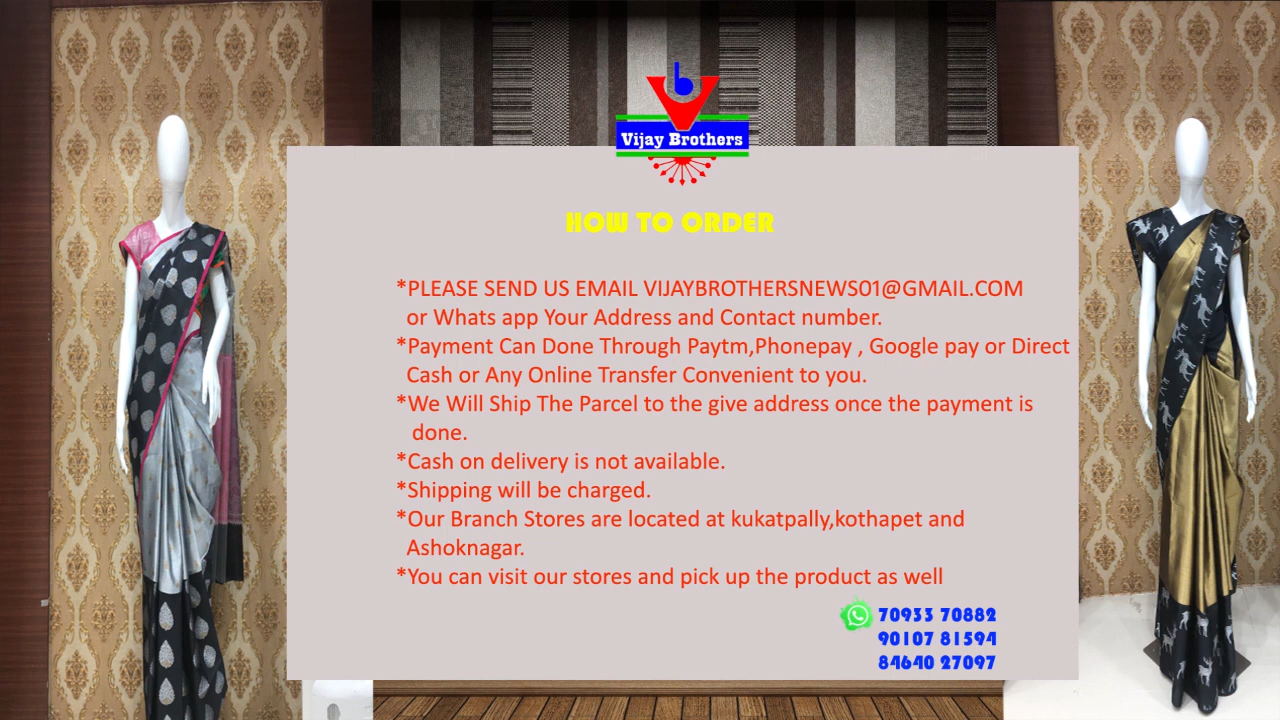 b
Vijay Brothers
HOW TO ORDER
*PLEASE SEND US EMAIL VIJAYBROTHERSNEWS01@GMAIL.COM
or Whats app Your Address and Contact number.
*Payment Can Done Through Paytm,Phonepay , Google pay or Direct
Cash or Any Online Transfer Convenient to you.
*We Will Ship The Parcel to the give address once the payment is
done.
*Cash on delivery is not available.
*Shipping will be charged.
*Our Branch Stores are located at kukatpally,kothapet and
Ashoknagar.
*You can visit our stores and pick up the product as well
70933 70882
90107 81594
84640 27097